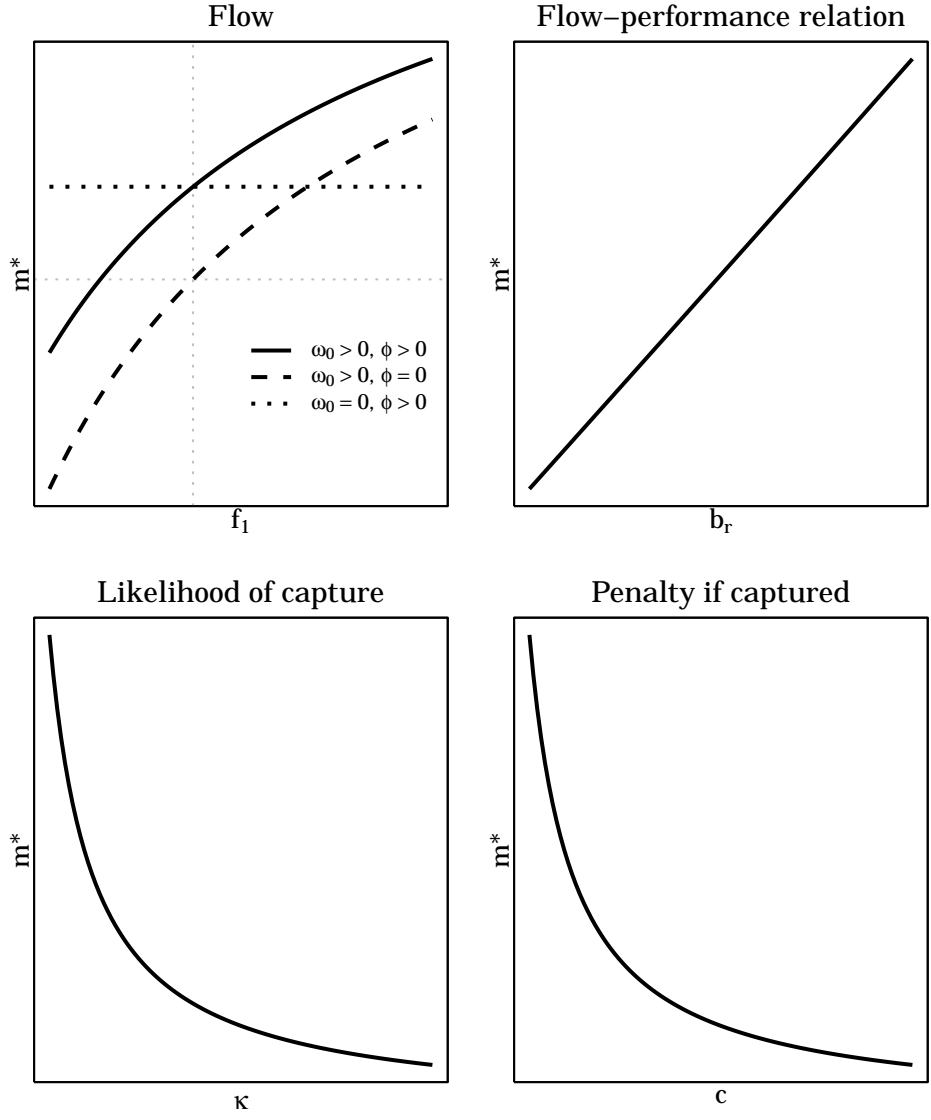 Flow
m*
ω₀ > 0, ϕ > 0
ω₀ > 0, ϕ = 0
ω₀ = 0, ϕ > 0
f₁
Flow–performance relation
m*
bᵣ
Likelihood of capture
m*
κ
Penalty if captured
m*
c